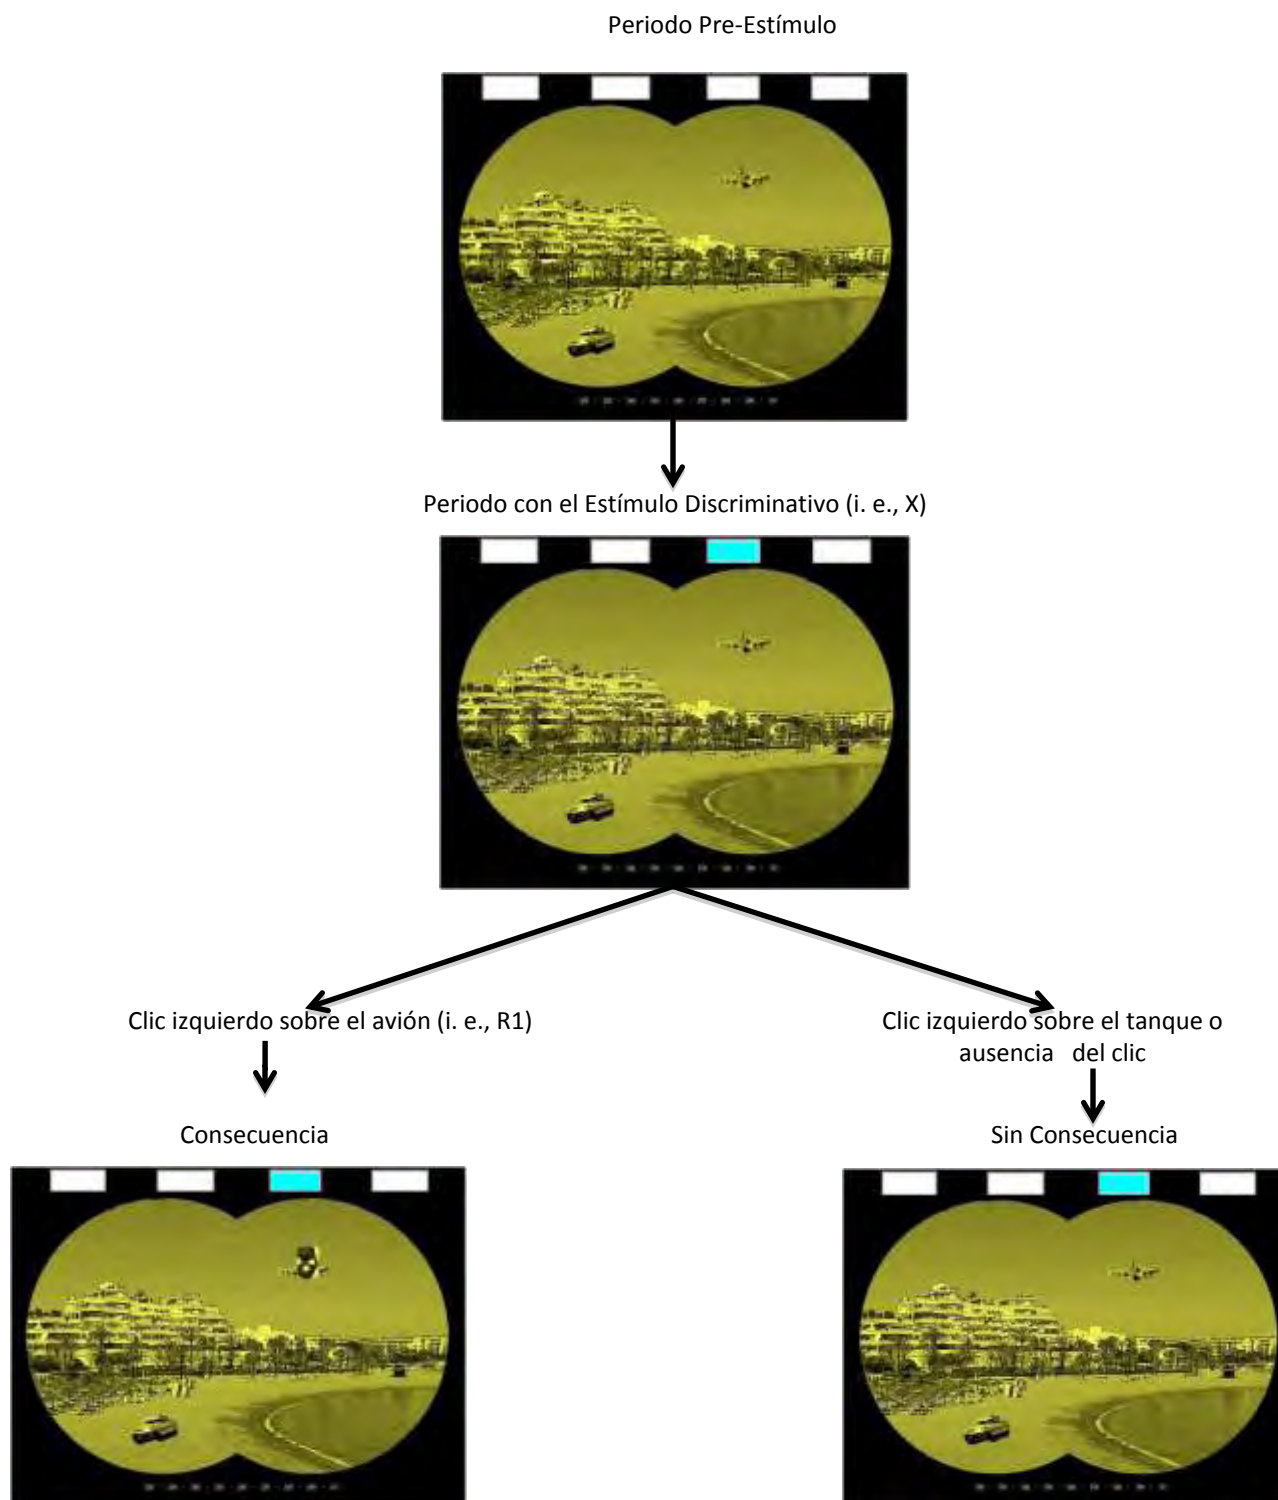 Periodo Pre-Estímulo
Periodo con el Estímulo Discriminativo (i. e., X)
Clic izquierdo sobre el avión (i. e., R1)
Clic izquierdo sobre el tanque o
ausencia del clic
Consecuencia
Sin Consecuencia